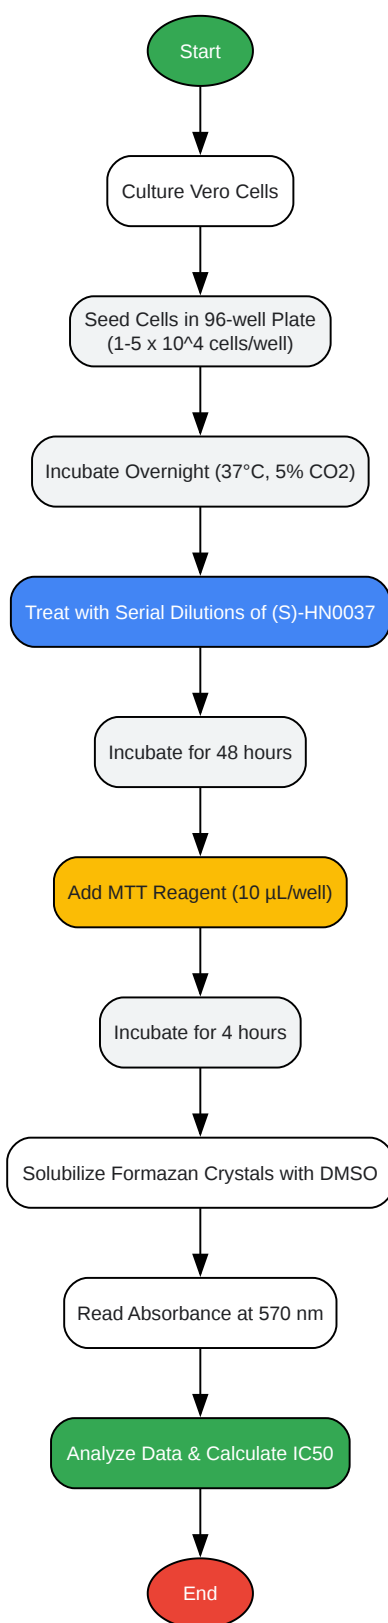 Start
Culture Vero Cells
Seed Cells in 96-well Plate
(1-5 x 10^4 cells/well)
Incubate Overnight (37°C, 5% CO2)
Treat with Serial Dilutions of (S)-HN0037
Incubate for 48 hours
Add MTT Reagent (10 µL/well)
Incubate for 4 hours
Solubilize Formazan Crystals with DMSO
Read Absorbance at 570 nm
Analyze Data & Calculate IC50
End